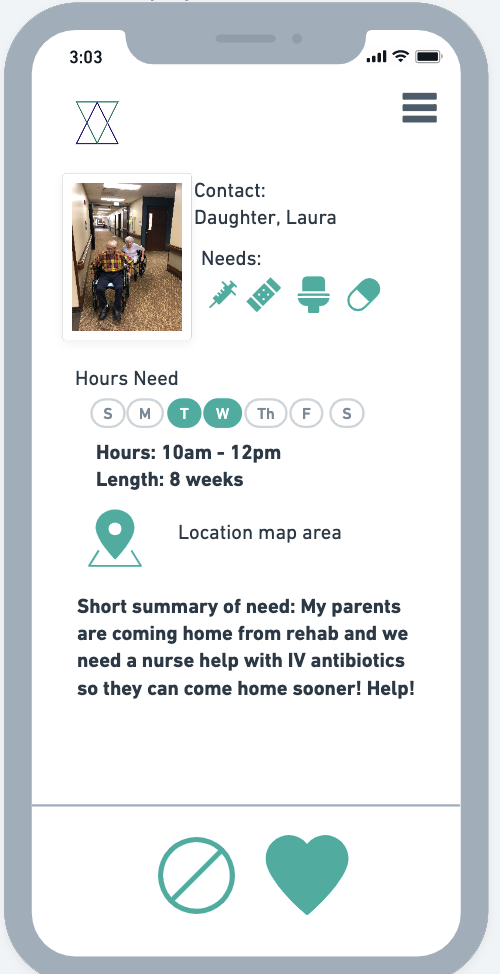 3:03
Contact:
Daughter, Laura
Needs:
Hours Need
S M T W Th F S
Hours: 10am - 12pm
Length: 8 weeks
Location map area
Short summary of need: My parents
are coming home from rehab and we
need a nurse help with IV antibiotics
so they can come home sooner! Help!